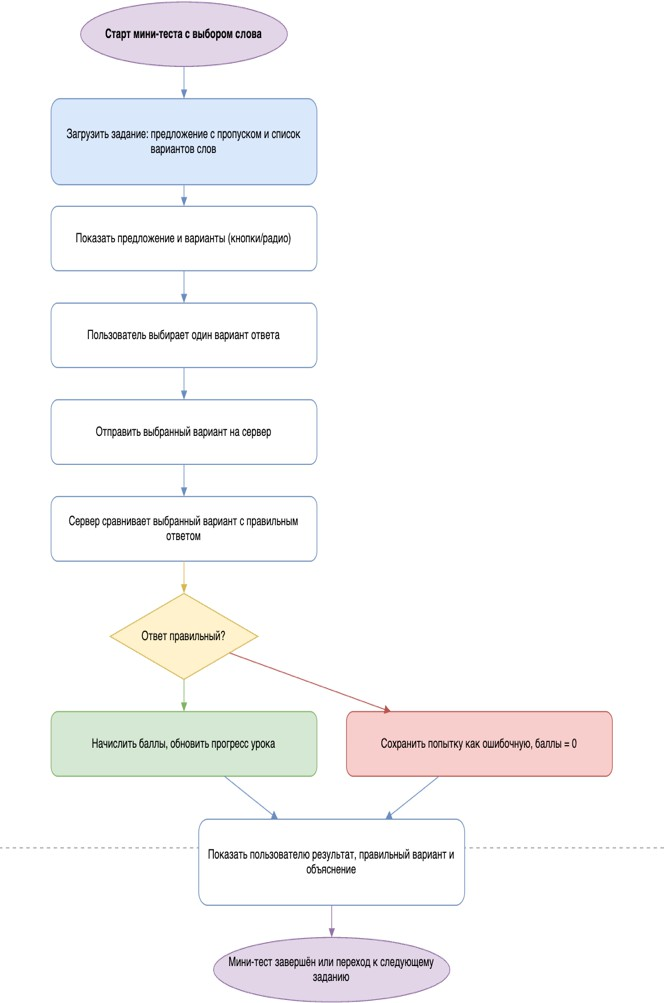 Старт мини-теста с выбором слова
Загрузить задание: предложение с пропуском и список
вариантов слов
Показать предложение и варианты (кнопки/радио)
Пользователь выбирает один вариант ответа
Отправить выбранный вариант на сервер
Сервер сравнивает выбранный вариант с правильным
ответом
Ответ правильный?
Начислить баллы, обновить прогресс урока
Сохранить попытку как ошибочную, баллы = 0
Показать пользователю результат, правильный вариант и
объяснение
Мини-тест завершён или переход к следующему
заданию